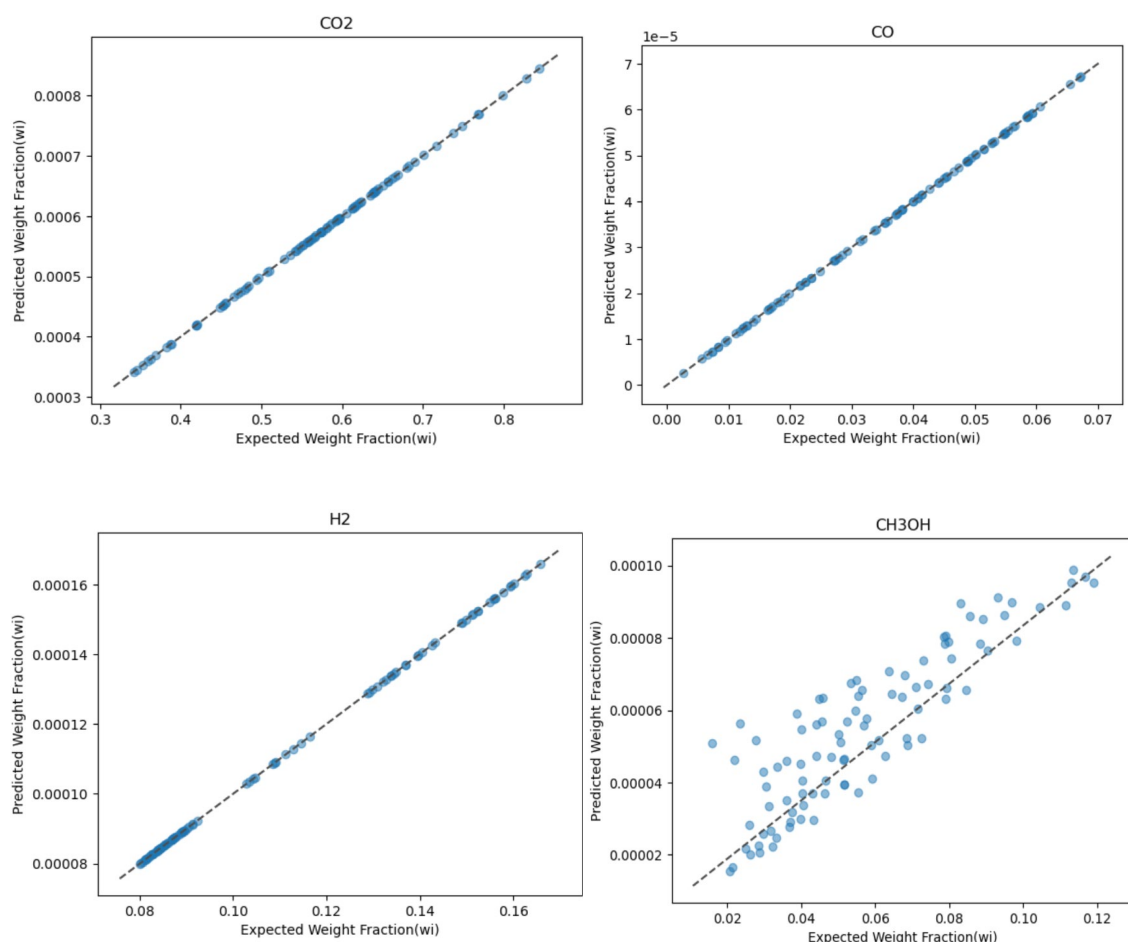 CO2
0.0008
0.0007
0.0006
0.0005
0.0004
0.0003
Predicted Weight Fraction(wi)
0.3 0.4 0.5 0.6 0.7 0.8
Expected Weight Fraction(wi)
CO
1e−5
7
6
5
4
3
2
1
0
Predicted Weight Fraction(wi)
0.00 0.01 0.02 0.03 0.04 0.05 0.06 0.07
Expected Weight Fraction(wi)
H2
0.00016
0.00014
0.00012
0.00010
0.00008
Predicted Weight Fraction(wi)
0.08 0.10 0.12 0.14 0.16
Expected Weight Fraction(wi)
CH3OH
0.00010
0.00008
0.00006
0.00004
0.00002
Predicted Weight Fraction(wi)
0.02 0.04 0.06 0.08 0.10 0.12
Expected Weight Fraction(wi)